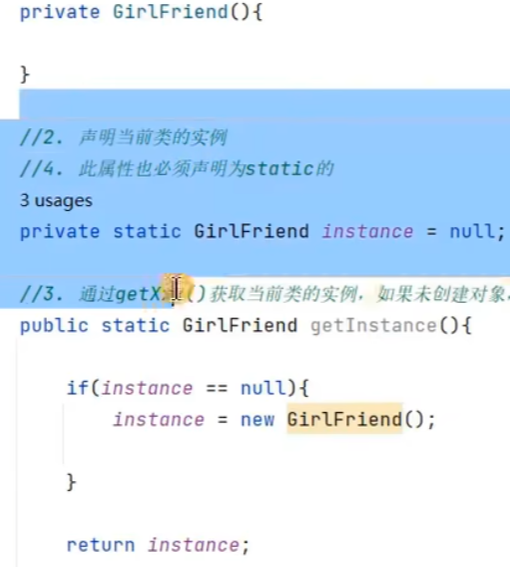 private GirlFriend(){
}
//2. 声明当前类的实例
//4. 此属性也必须声明为static的
3 usages
private static GirlFriend instance = null;
//3. 通过getXxx()获取当前类的实例，如果未创建对象，
public static GirlFriend getInstance(){
if(instance == null){
instance = new GirlFriend();
}
return instance;